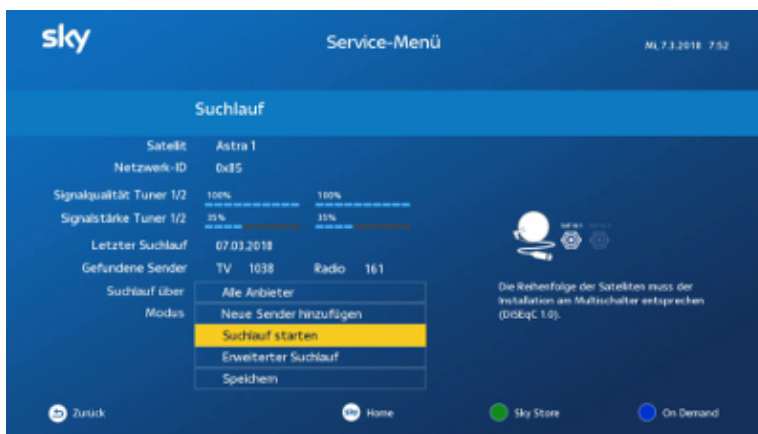 sky
Service-Menü
Mi, 7.3.2018 7:52
Suchlauf
Satellit Astra 1
Netzwerk-ID 0x85
Signalqualität Tuner 1/2 100% 100%
Signalstärke Tuner 1/2 35% 35%
Letzter Suchlauf 07.03.2018
Gefundene Sender TV 1038 Radio 161
Suchlauf über Alle Anbieter
Modus Neue Sender hinzufügen
Suchlauf starten
Erweiterter Suchlauf
Speichern
Die Reihenfolge der Satelliten muss der
Installation am Multischalter entsprechen
(DiSEqC 1.0).
Zurück
sky Home
Sky Store
On Demand